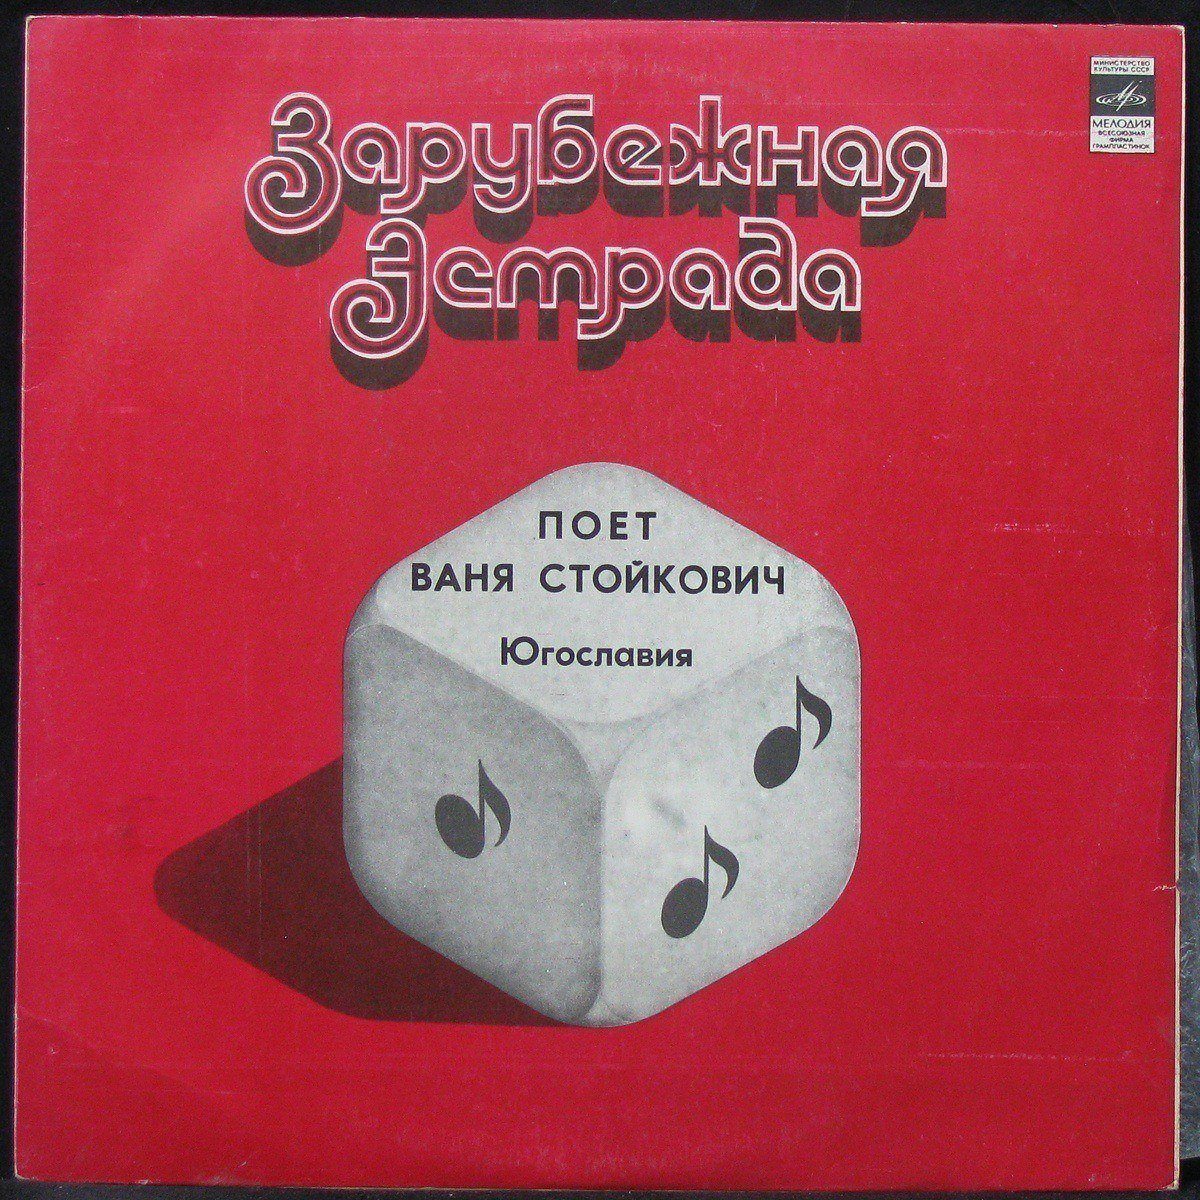 Зарубежная
Эстрада
МИНИСТЕРСТВО
КУЛЬТУРЫ СССР
МЕЛОДИЯ
ВСЕСОЮЗНАЯ
ФИРМА
ГРАМПЛАСТИНОК
ПОЕТ
ВАНЯ СТОЙКОВИЧ
Югославия